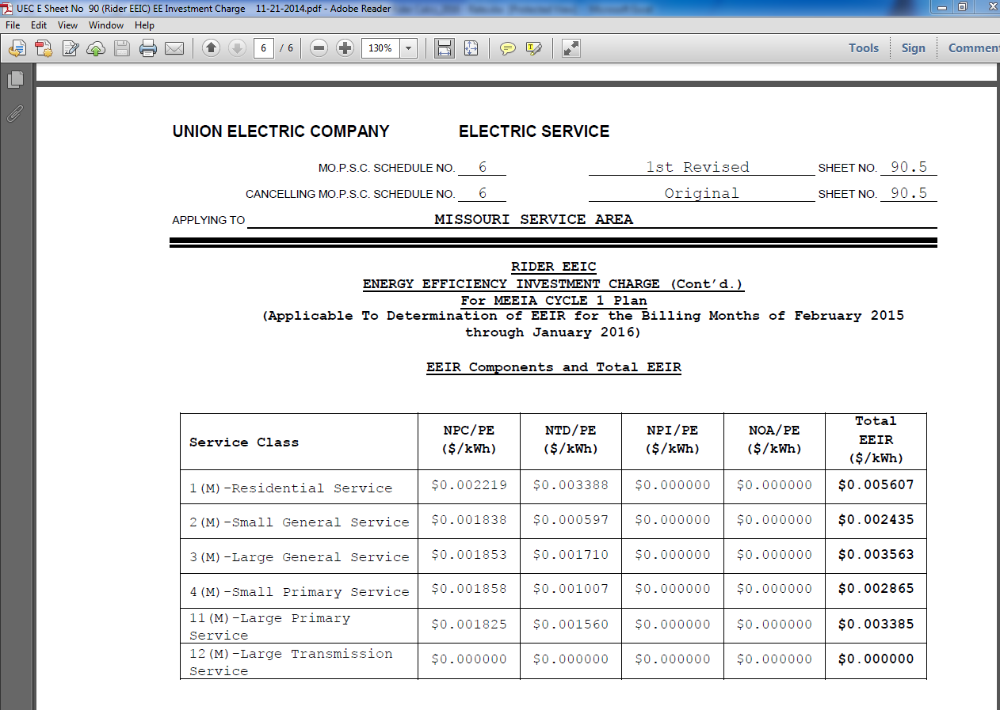 UEC E Sheet No 90 (Rider EEIC) EE Investment Charge 11-21-2014.pdf - Adobe Reader
File Edit View Window Help
6 / 6 130% Tools Sign Commen
UNION ELECTRIC COMPANY ELECTRIC SERVICE
MO.P.S.C. SCHEDULE NO. 6 1st Revised SHEET NO. 90.5
CANCELLING MO.P.S.C. SCHEDULE NO. 6 Original SHEET NO. 90.5
APPLYING TO MISSOURI SERVICE AREA
RIDER EEIC
ENERGY EFFICIENCY INVESTMENT CHARGE (Cont'd.)
For MEEIA CYCLE 1 Plan
(Applicable To Determination of EEIR for the Billing Months of February 2015
through January 2016)
EEIR Components and Total EEIR
Service Class NPC/PE ($/kWh) NTD/PE ($/kWh) NPI/PE ($/kWh) NOA/PE ($/kWh) Total EEIR ($/kWh)
1(M)-Residential Service $0.002219 $0.003388 $0.000000 $0.000000 $0.005607
2(M)-Small General Service $0.001838 $0.000597 $0.000000 $0.000000 $0.002435
3(M)-Large General Service $0.001853 $0.001710 $0.000000 $0.000000 $0.003563
4(M)-Small Primary Service $0.001858 $0.001007 $0.000000 $0.000000 $0.002865
11(M)-Large Primary Service $0.001825 $0.001560 $0.000000 $0.000000 $0.003385
12(M)-Large Transmission Service $0.000000 $0.000000 $0.000000 $0.000000 $0.000000